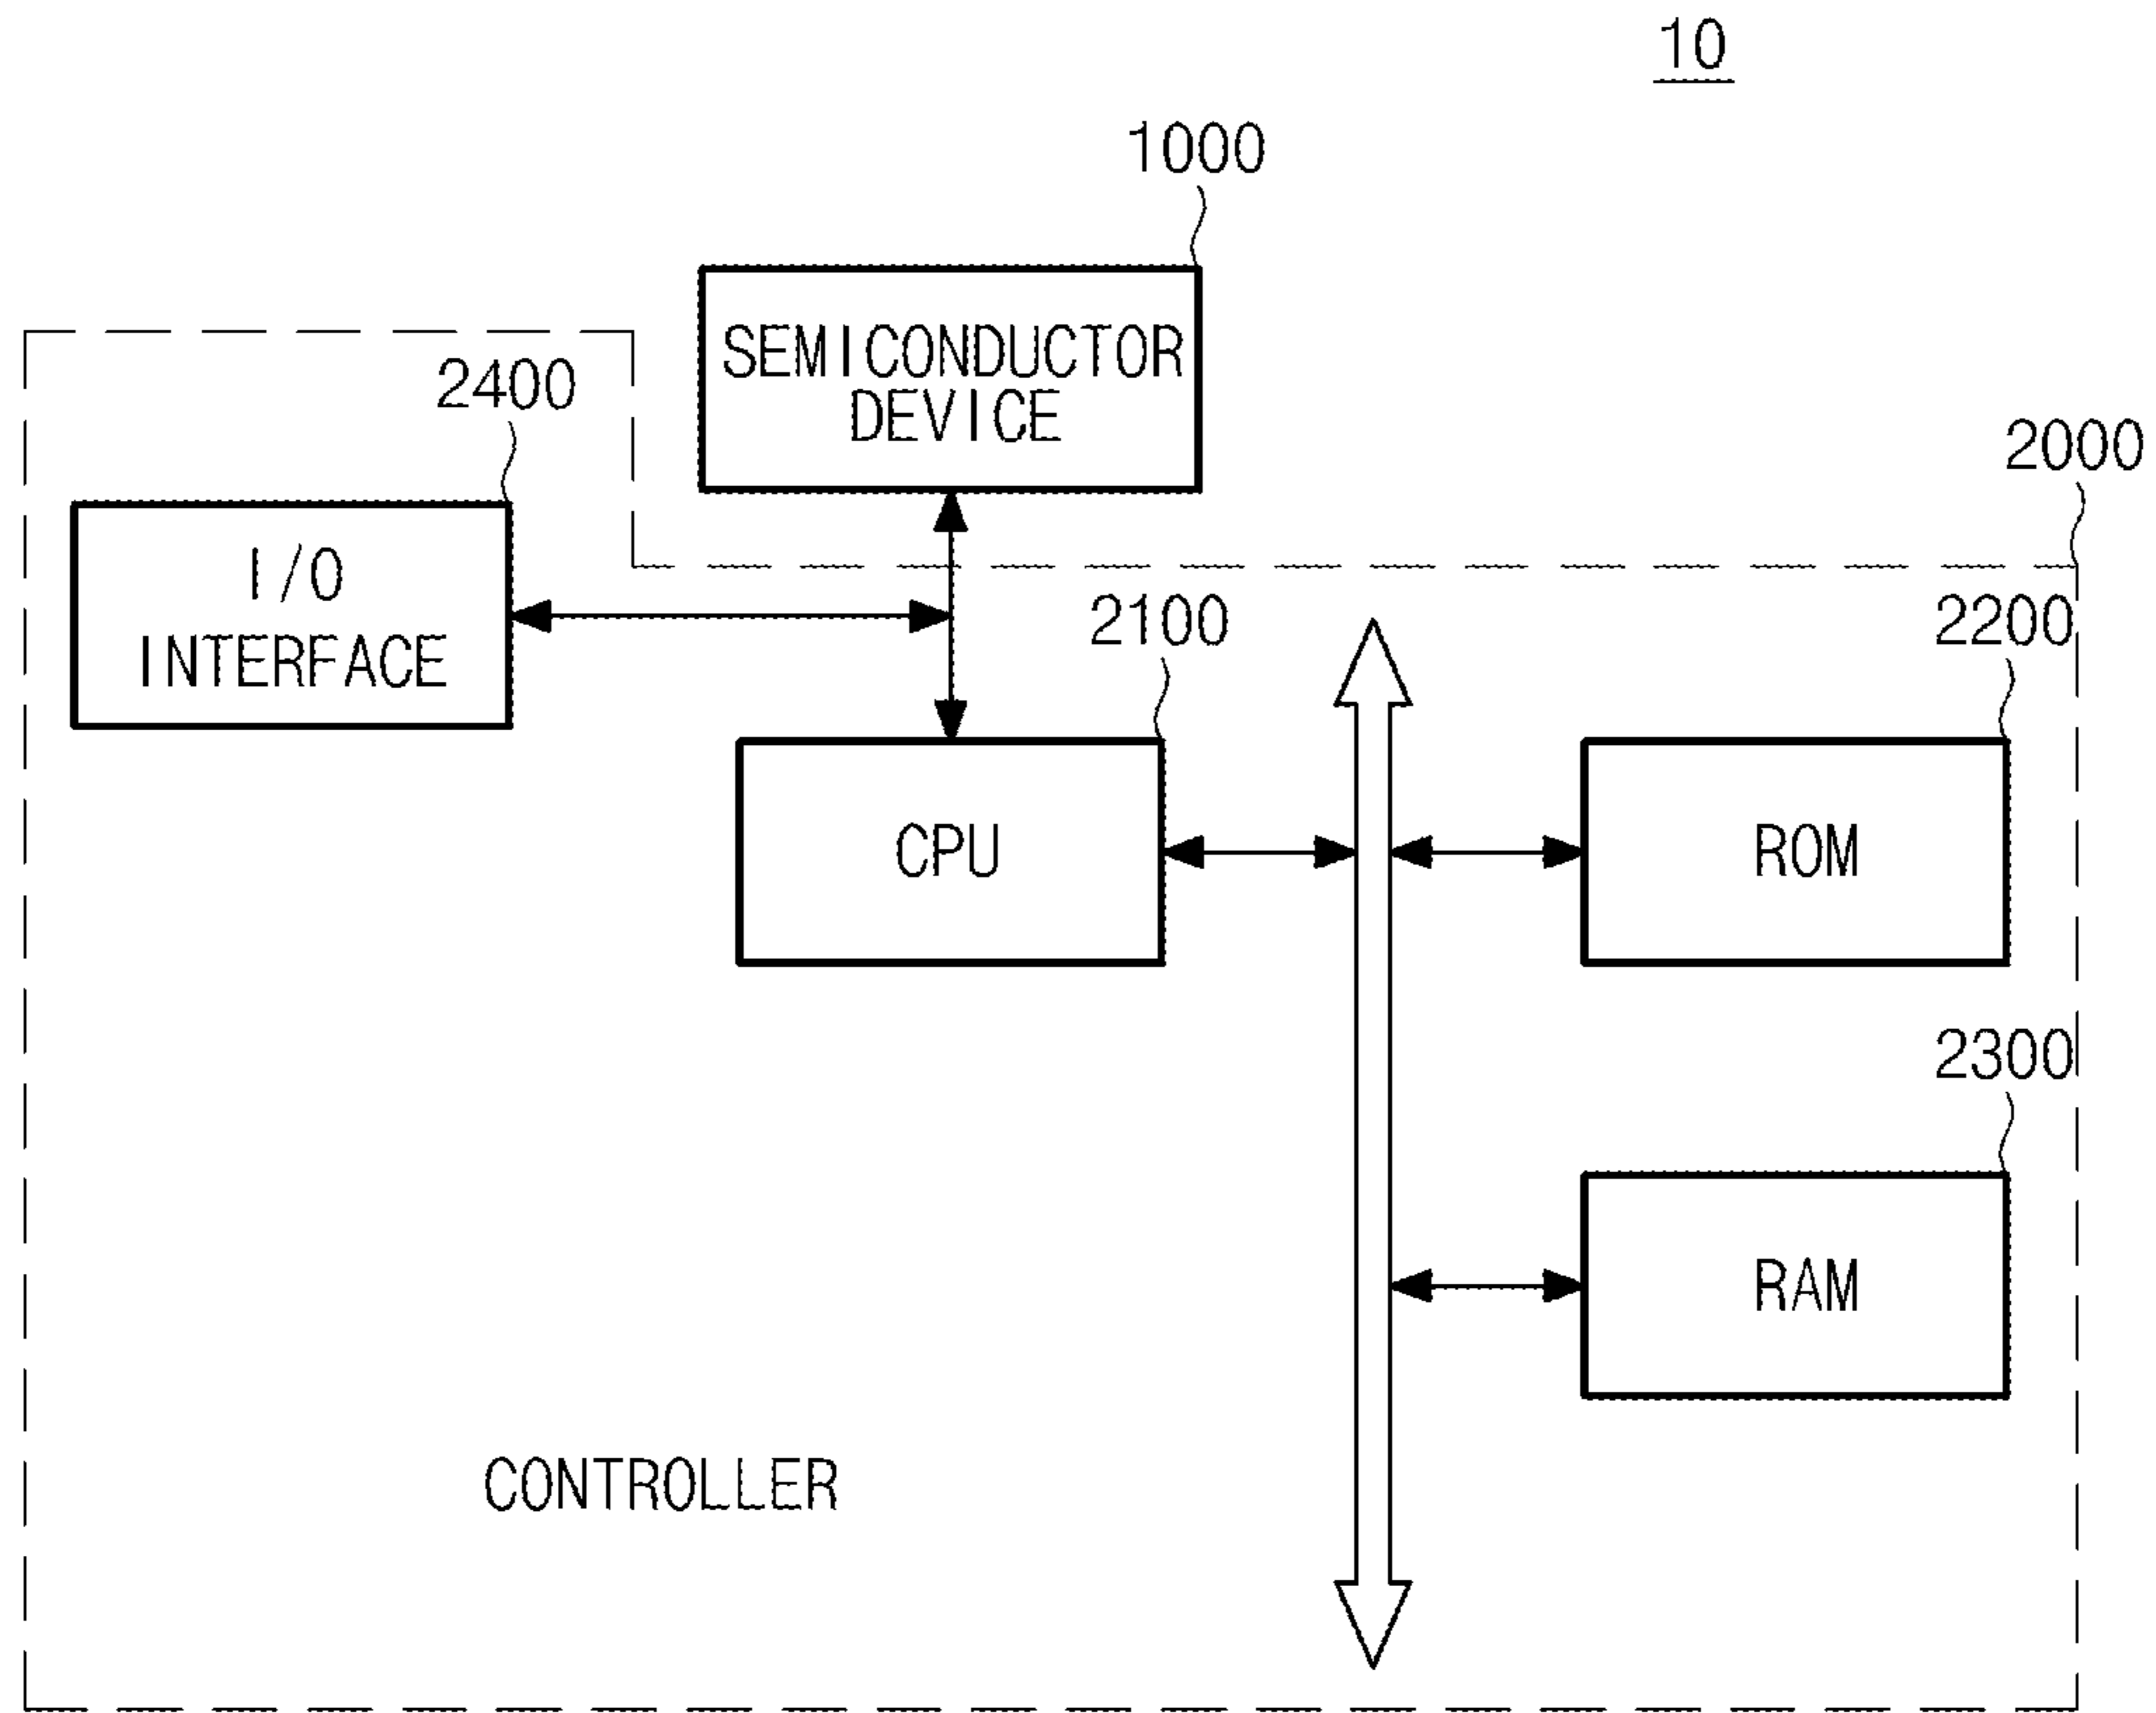 10
1000
SEMICONDUCTOR
DEVICE
2400
2000
I/O
INTERFACE
2100
2200
CPU
ROM
2300
RAM
CONTROLLER